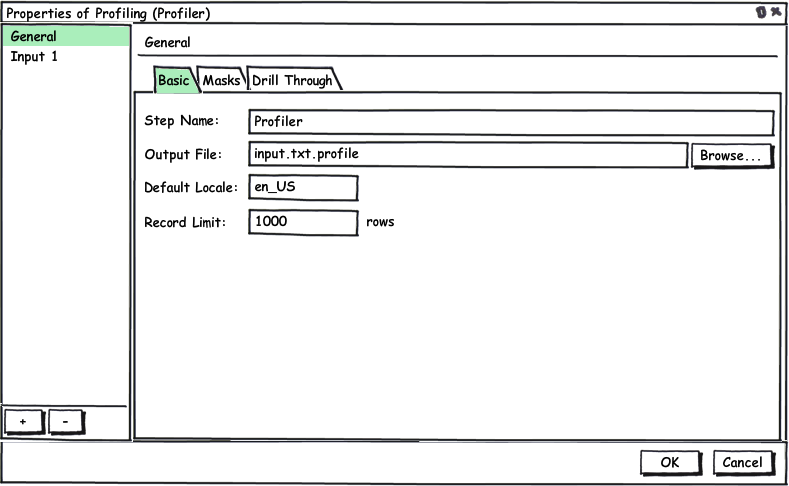 Properties of Profiling (Profiler)
General
Input 1
+ -
General
Basic Masks Drill Through
Step Name: Profiler
Output File: input.txt.profile Browse...
Default Locale: en_US
Record Limit: 1000 rows
OK Cancel